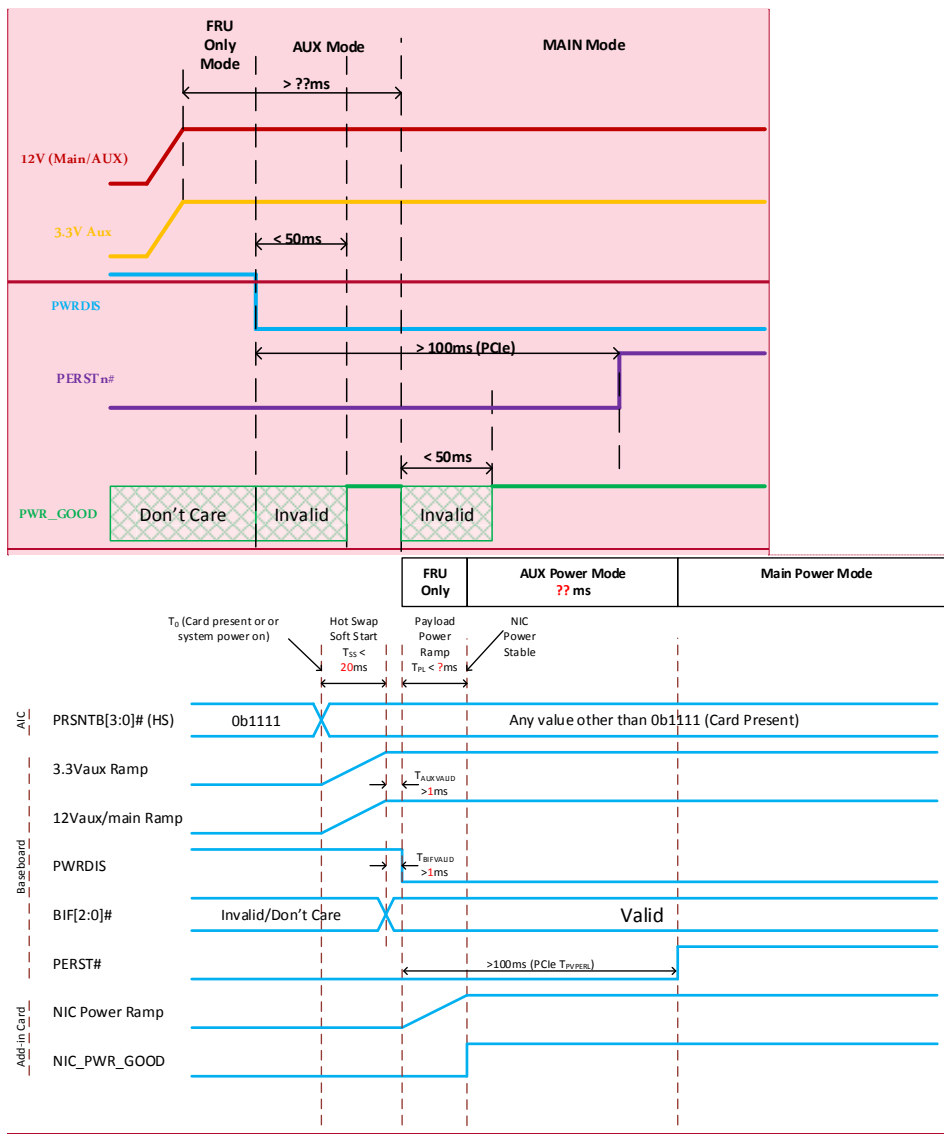 FRU
Only
Mode
AUX Mode
MAIN Mode
> ??ms
12V (Main/AUX)
3.3V Aux
< 50ms
PWRDIS
> 100ms (PCIe)
PERSTn#
< 50ms
PWR_GOOD
Don't Care
Invalid
Invalid
FRU
Only
AUX Power Mode
?? ms
Main Power Mode
T0 (Card present or or
system power on)
Hot Swap
Soft Start
TSS <
20ms
Payload
Power
Ramp
TPL < ?ms
NIC
Power
Stable
AIC
PRSNTB[3:0]# (HS)
0b1111
Any value other than 0b1111 (Card Present)
Baseboard
3.3Vaux Ramp
TAUXVALID
>1ms
12Vaux/main Ramp
PWRDIS
TBIFVALID
>1ms
BIF[2:0]#
Invalid/Don't Care
Valid
PERST#
>100ms (PCIe TPVPERL)
Add-in Card
NIC Power Ramp
NIC_PWR_GOOD